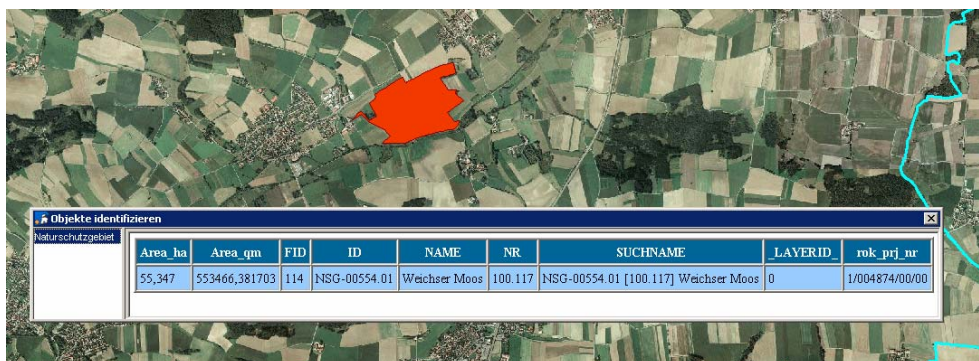 Objekte identifizieren
Naturschutzgebiet
Area_ha Area_qm FID ID NAME NR SUCHNAME _LAYERID_ rok_prj_nr
55,347 553466,381703 114 NSG-00554.01 Weichser Moos 100.117 NSG-00554.01 [100.117] Weichser Moos 0 1/004874/00/00